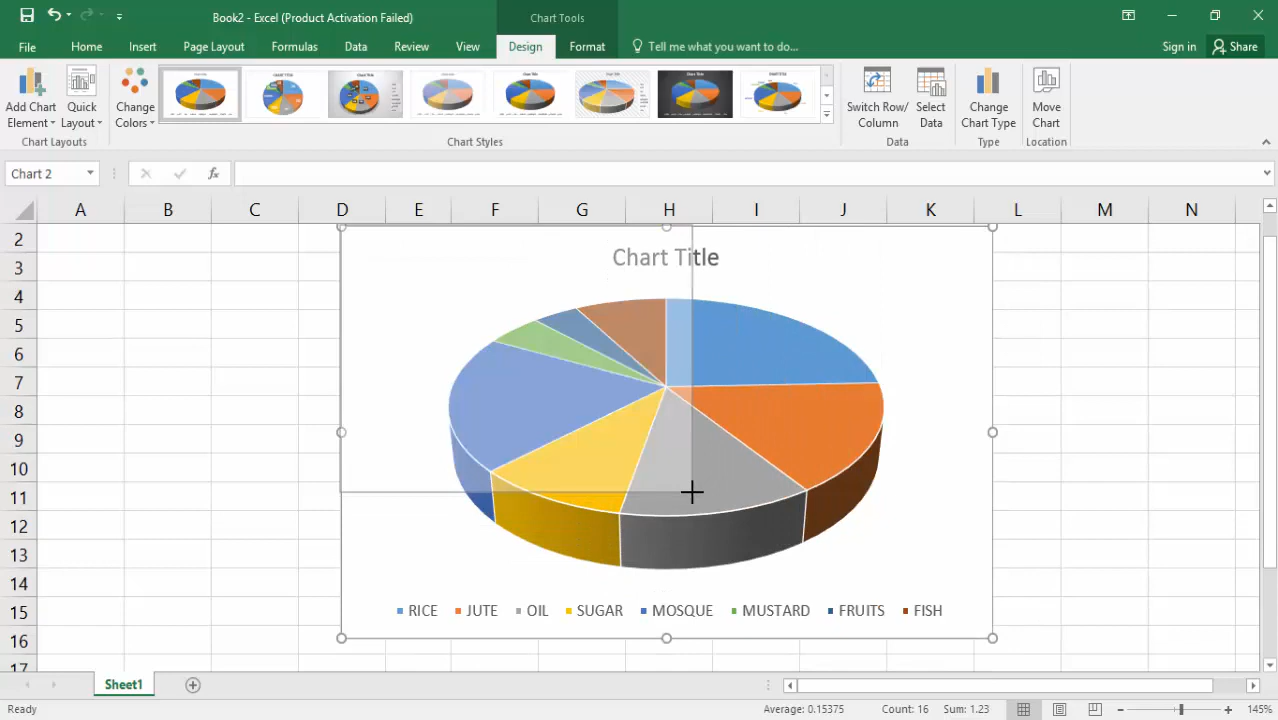 Book2 - Excel (Product Activation Failed)
Chart Tools
File
Home
Insert
Page Layout
Formulas
Data
Review
View
Design
Format
Tell me what you want to do...
Sign in
Share
Add Chart
Element
Quick
Layout
Change
Colors
Switch Row/
Column
Select
Data
Change
Chart Type
Move
Chart
Chart Layouts
Chart Styles
Data
Type
Location
Chart 2
fx
A B C D E F G H I J K L M N
2
3
4
5
6
7
8
9
10
11
12
13
14
15
16
17
Chart Title
RICE JUTE OIL SUGAR MOSQUE MUSTARD FRUITS FISH
Sheet1
Ready
Average: 0.15375 Count: 16 Sum: 1.23
145%